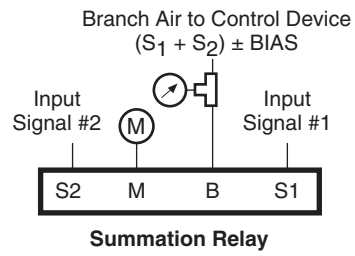 Branch Air to Control Device
(S1 + S2) ± BIAS
Input
Signal #2
M
Input
Signal #1
S2 M B S1
Summation Relay